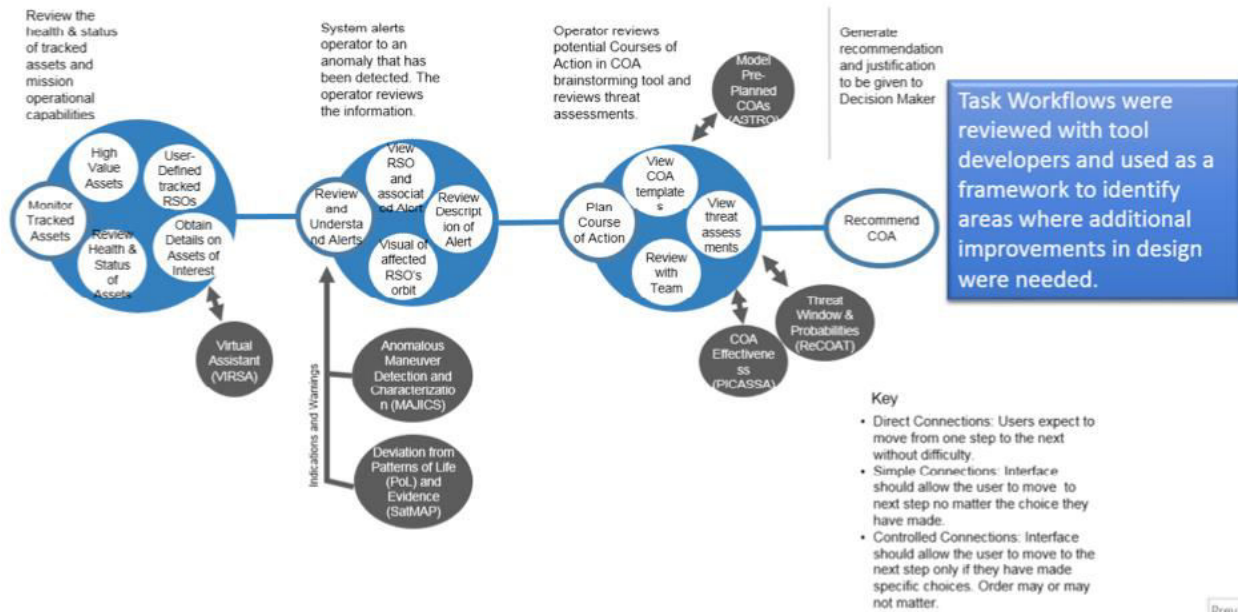 Review the
health & status
of tracked
assets and
mission
operational
capabilities
System alerts
operator to an
anomaly that has
been detected. The
operator reviews
the information.
Operator reviews
potential Courses of
Action in COA
brainstorming tool and
reviews threat
assessments.
Generate
recommendation
and justification
to be given to
Decision Maker
Task Workflows were
reviewed with tool
developers and used as a
framework to identify
areas where additional
improvements in design
were needed.
Monitor
Tracked
Assets
High
Value
Assets
User-
Defined
tracked
RSOs
Obtain
Details on
Assets of
Interest
Review
Health &
Status
of
Assets
Virtual
Assistant
(VIRSA)
Review
and
Understa
nd Alerts
View
RSO
and
associat
ed Alert
Review
Descript
ion of
Alert
Visual of
affected
RSO's
orbit
Indications and Warnings
Anomalous
Maneuver
Detection and
Characterizatio
n (MAJICS)
Deviation from
Patterns of Life
(PoL) and
Evidence
(SatMAP)
Plan
Course
of Action
View
COA
template
s
View
threat
assess
ments
Review
with
Team
Model
Pre-
Planned
COAs
(ASTRO)
Threat
Window &
Probabilities
(ReCOAT)
COA
Effectivene
ss
(PICASSA)
Recommend
COA
Key
• Direct Connections: Users expect to
move from one step to the next
without difficulty.
• Simple Connections: Interface
should allow the user to move to
next step no matter the choice they
have made.
• Controlled Connections: Interface
should allow the user to move to the
next step only if they have made
specific choices. Order may or may
not matter.